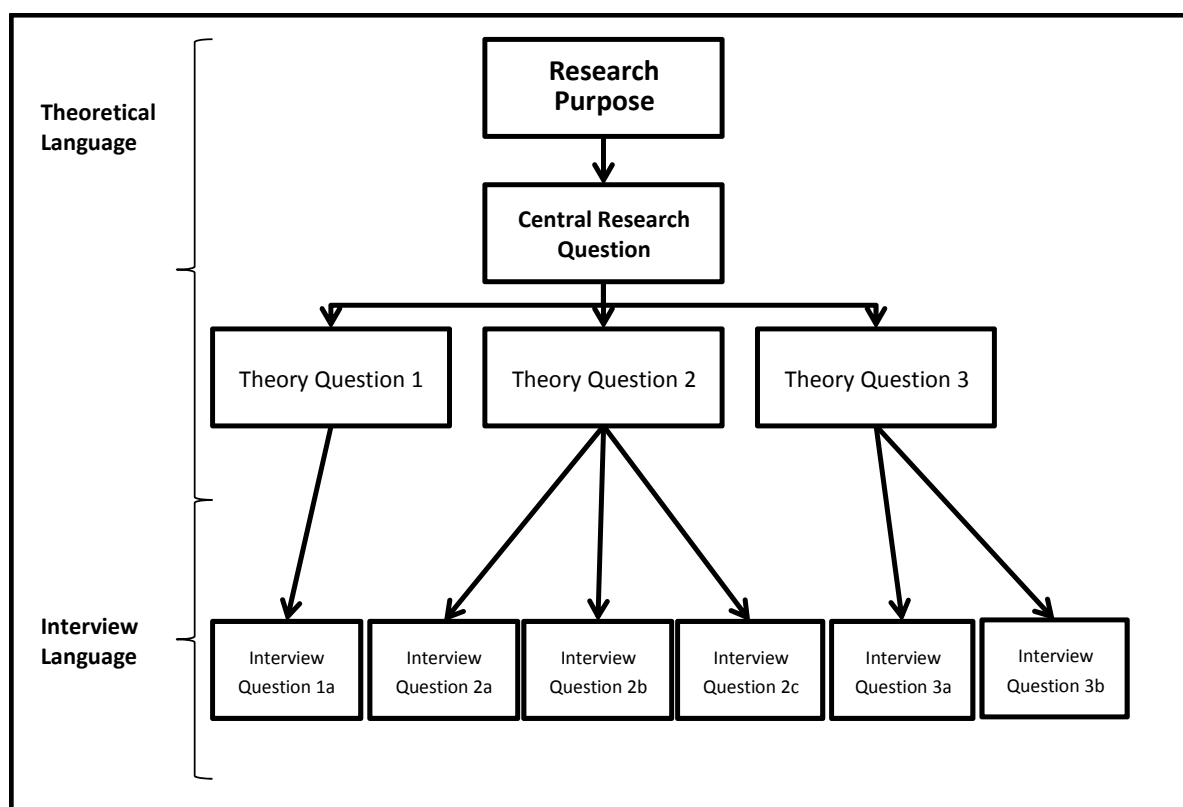 Research
Purpose
Theoretical
Language
Central Research
Question
Theory Question 1
Theory Question 2
Theory Question 3
Interview
Language
Interview
Question 1a
Interview
Question 2a
Interview
Question 2b
Interview
Question 2c
Interview
Question 3a
Interview
Question 3b